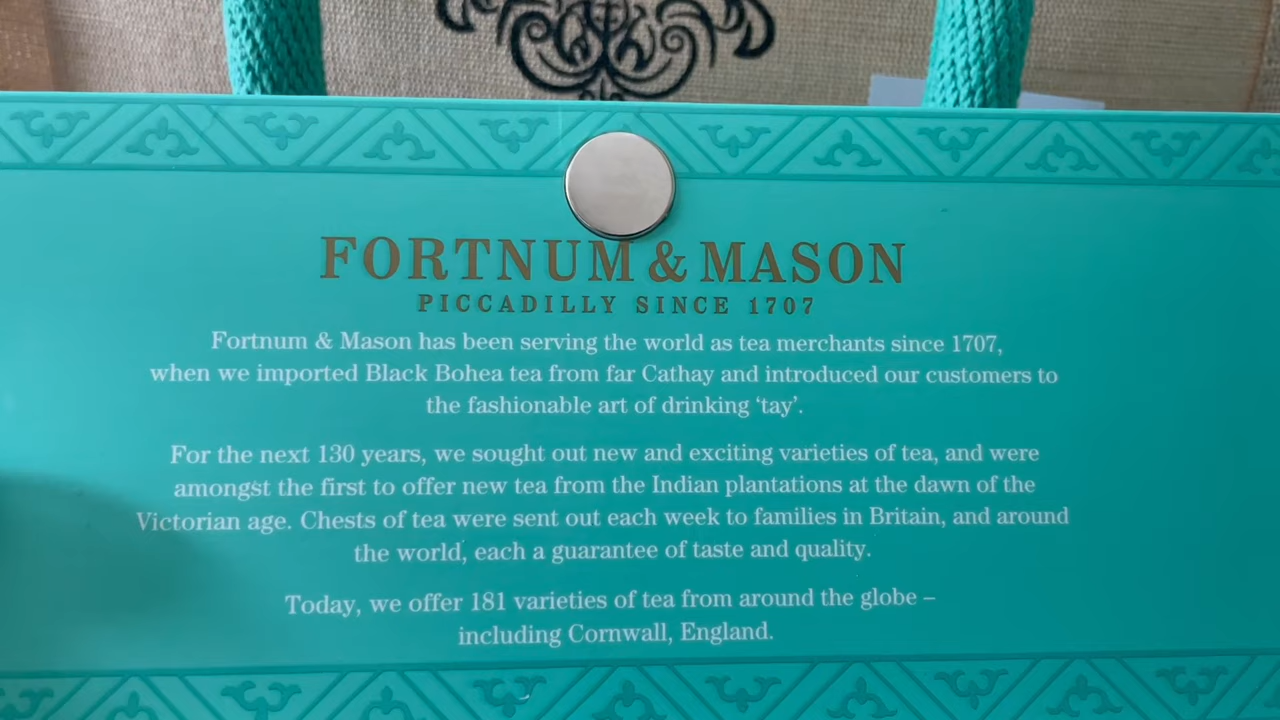 FORTNUM & MASON
PICCADILLY SINCE 1707
Fortnum & Mason has been serving the world as tea merchants since 1707,
when we imported Black Bohea tea from far Cathay and introduced our customers to
the fashionable art of drinking ‘tay’.
For the next 130 years, we sought out new and exciting varieties of tea, and were
amongst the first to offer new tea from the Indian plantations at the dawn of the
Victorian age. Chests of tea were sent out each week to families in Britain, and around
the world, each a guarantee of taste and quality.
Today, we offer 181 varieties of tea from around the globe –
including Cornwall, England.